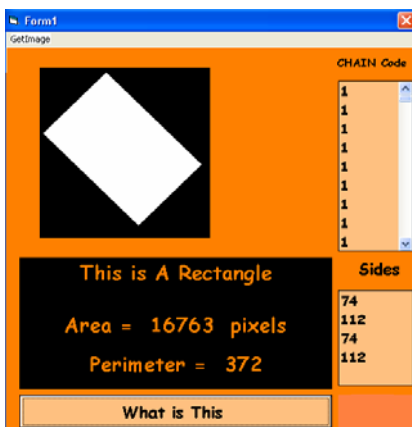 Form1
GetImage
CHAIN Code
1
1
1
1
1
1
1
1
1
This is A Rectangle
Area = 16763 pixels
Perimeter = 372
Sides
74
112
74
112
What is This